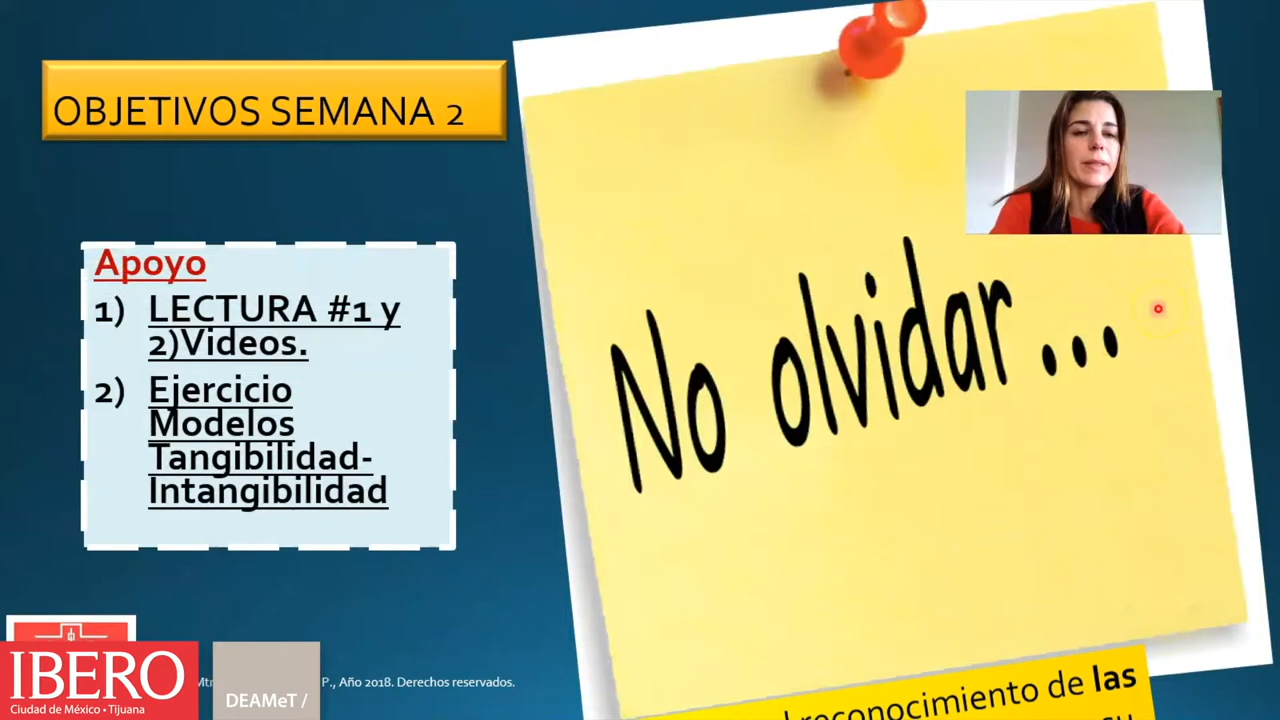 OBJETIVOS SEMANA 2
Apoyo
1) LECTURA #1 y
2)Videos.
2) Ejercicio
Modelos
Tangibilidad-
Intangibilidad
No olvidar...
reconocimiento de las
P., Año 2018. Derechos reservados.
IBERO
Ciudad de México • Tijuana
DEAMeT /